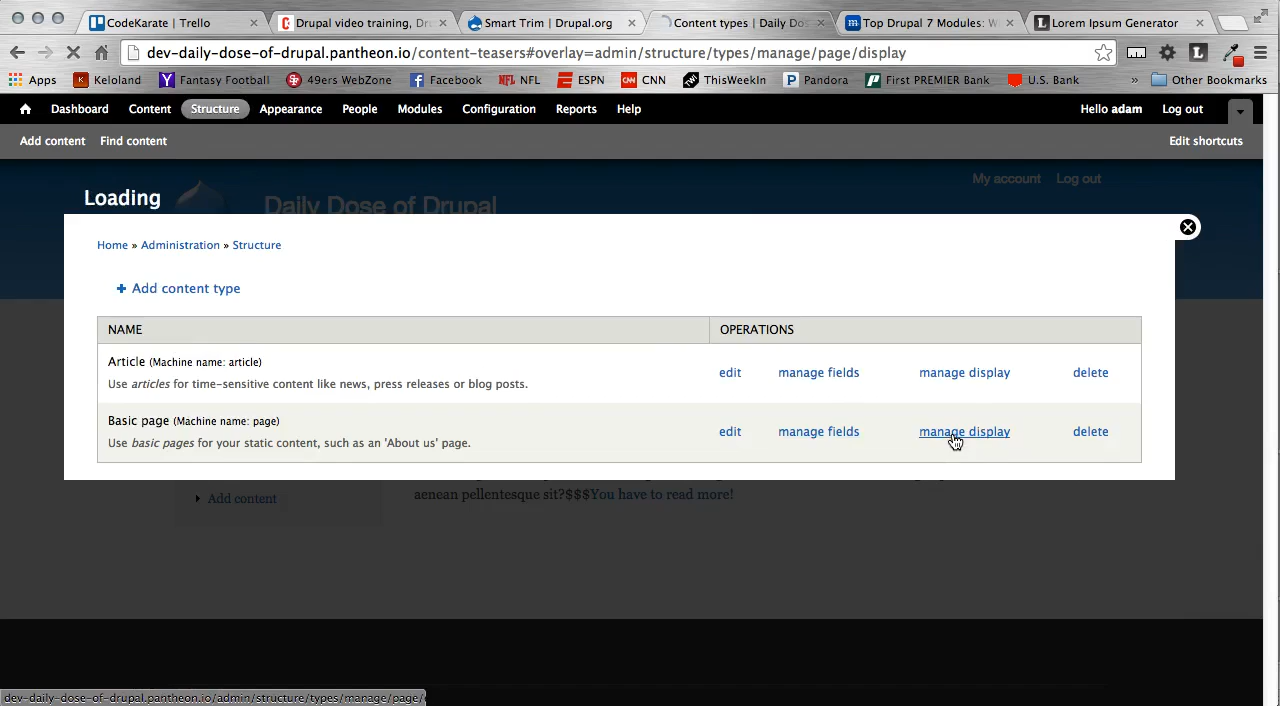 CodeKarate | Trello
Drupal video training, Dru
Smart Trim | Drupal.org
Content types | Daily Do
Top Drupal 7 Modules
Lorem Ipsum Generator
dev-daily-dose-of-drupal.pantheon.io/content-teasers#overlay=admin/structure/types/manage/page/display
Apps Keloland Fantasy Football 49ers WebZone Facebook NFL ESPN CNN ThisWeekIn Pandora First PREMIER Bank U.S. Bank » Other Bookmarks
Dashboard Content Structure Appearance People Modules Configuration Reports Help Hello adam Log out
Add content Find content Edit shortcuts
My account Log out
Loading
Daily Dose of Drupal
Home » Administration » Structure
+ Add content type
NAME OPERATIONS
Article (Machine name: article)
Use articles for time-sensitive content like news, press releases or blog posts.
edit manage fields manage display delete
Basic page (Machine name: page)
Use basic pages for your static content, such as an 'About us' page.
edit manage fields manage display delete
Add content
aenean pellentesque sit?$$$You have to read more!
dev-daily-dose-of-drupal.pantheon.io/admin/structure/types/manage/page/